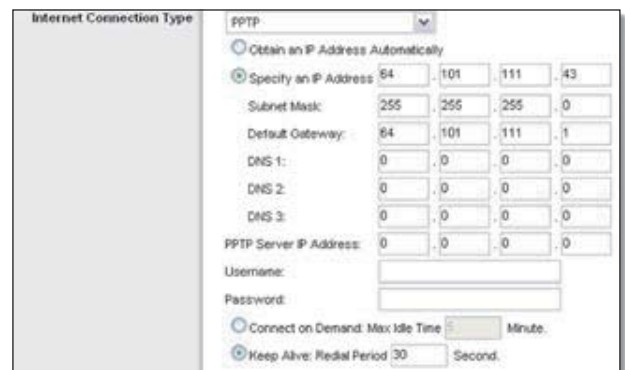 Internet Connection Type PPTP
Obtain an IP Address Automatically
Specify an IP Address 64 . 101 . 111 . 43
Subnet Mask: 255 . 255 . 255 . 0
Default Gateway: 64 . 101 . 111 . 1
DNS 1: 0 . 0 . 0 . 0
DNS 2: 0 . 0 . 0 . 0
DNS 3: 0 . 0 . 0 . 0
PPTP Server IP Address: 0 . 0 . 0 . 0
Username:
Password:
Connect on Demand: Max Idle Time 5 Minute.
Keep Alive: Redial Period 30 Second.